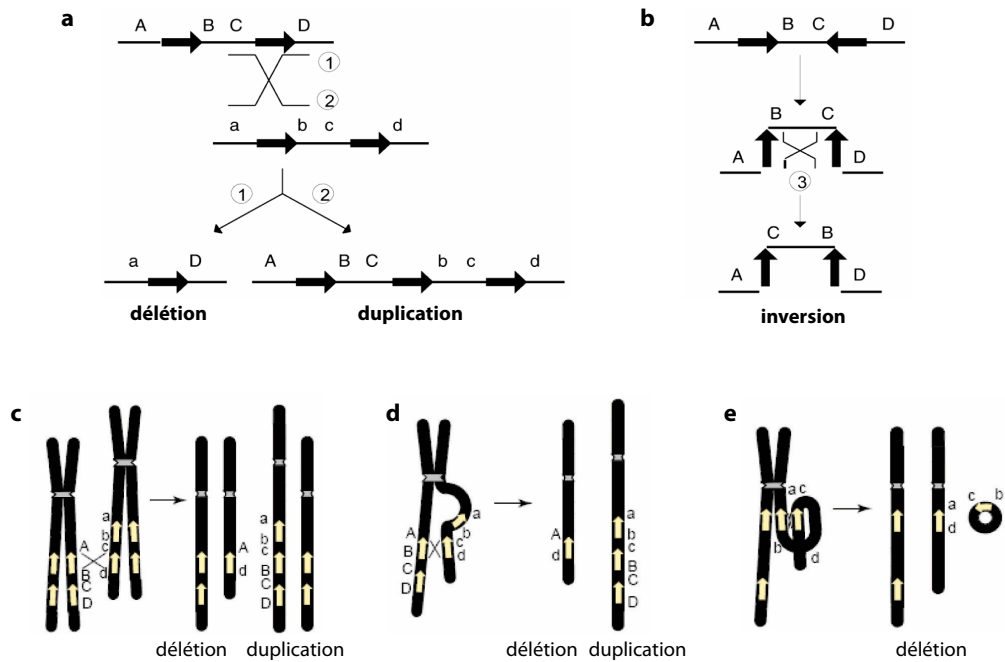 a
A B C D
1
2
a b c d
1 2
a D A B C b c d
délétion duplication
b
A B C D
B C
A D
3
C B
A D
inversion
c
a
b
A c
B d
C
D
A
d
a
b
c
B
C
D
délétion duplication
d
a
A b
B c
C d
D
A
d
a
b
c
B
C
D
délétion duplication
e
a c
b
d
a
d
c b
délétion